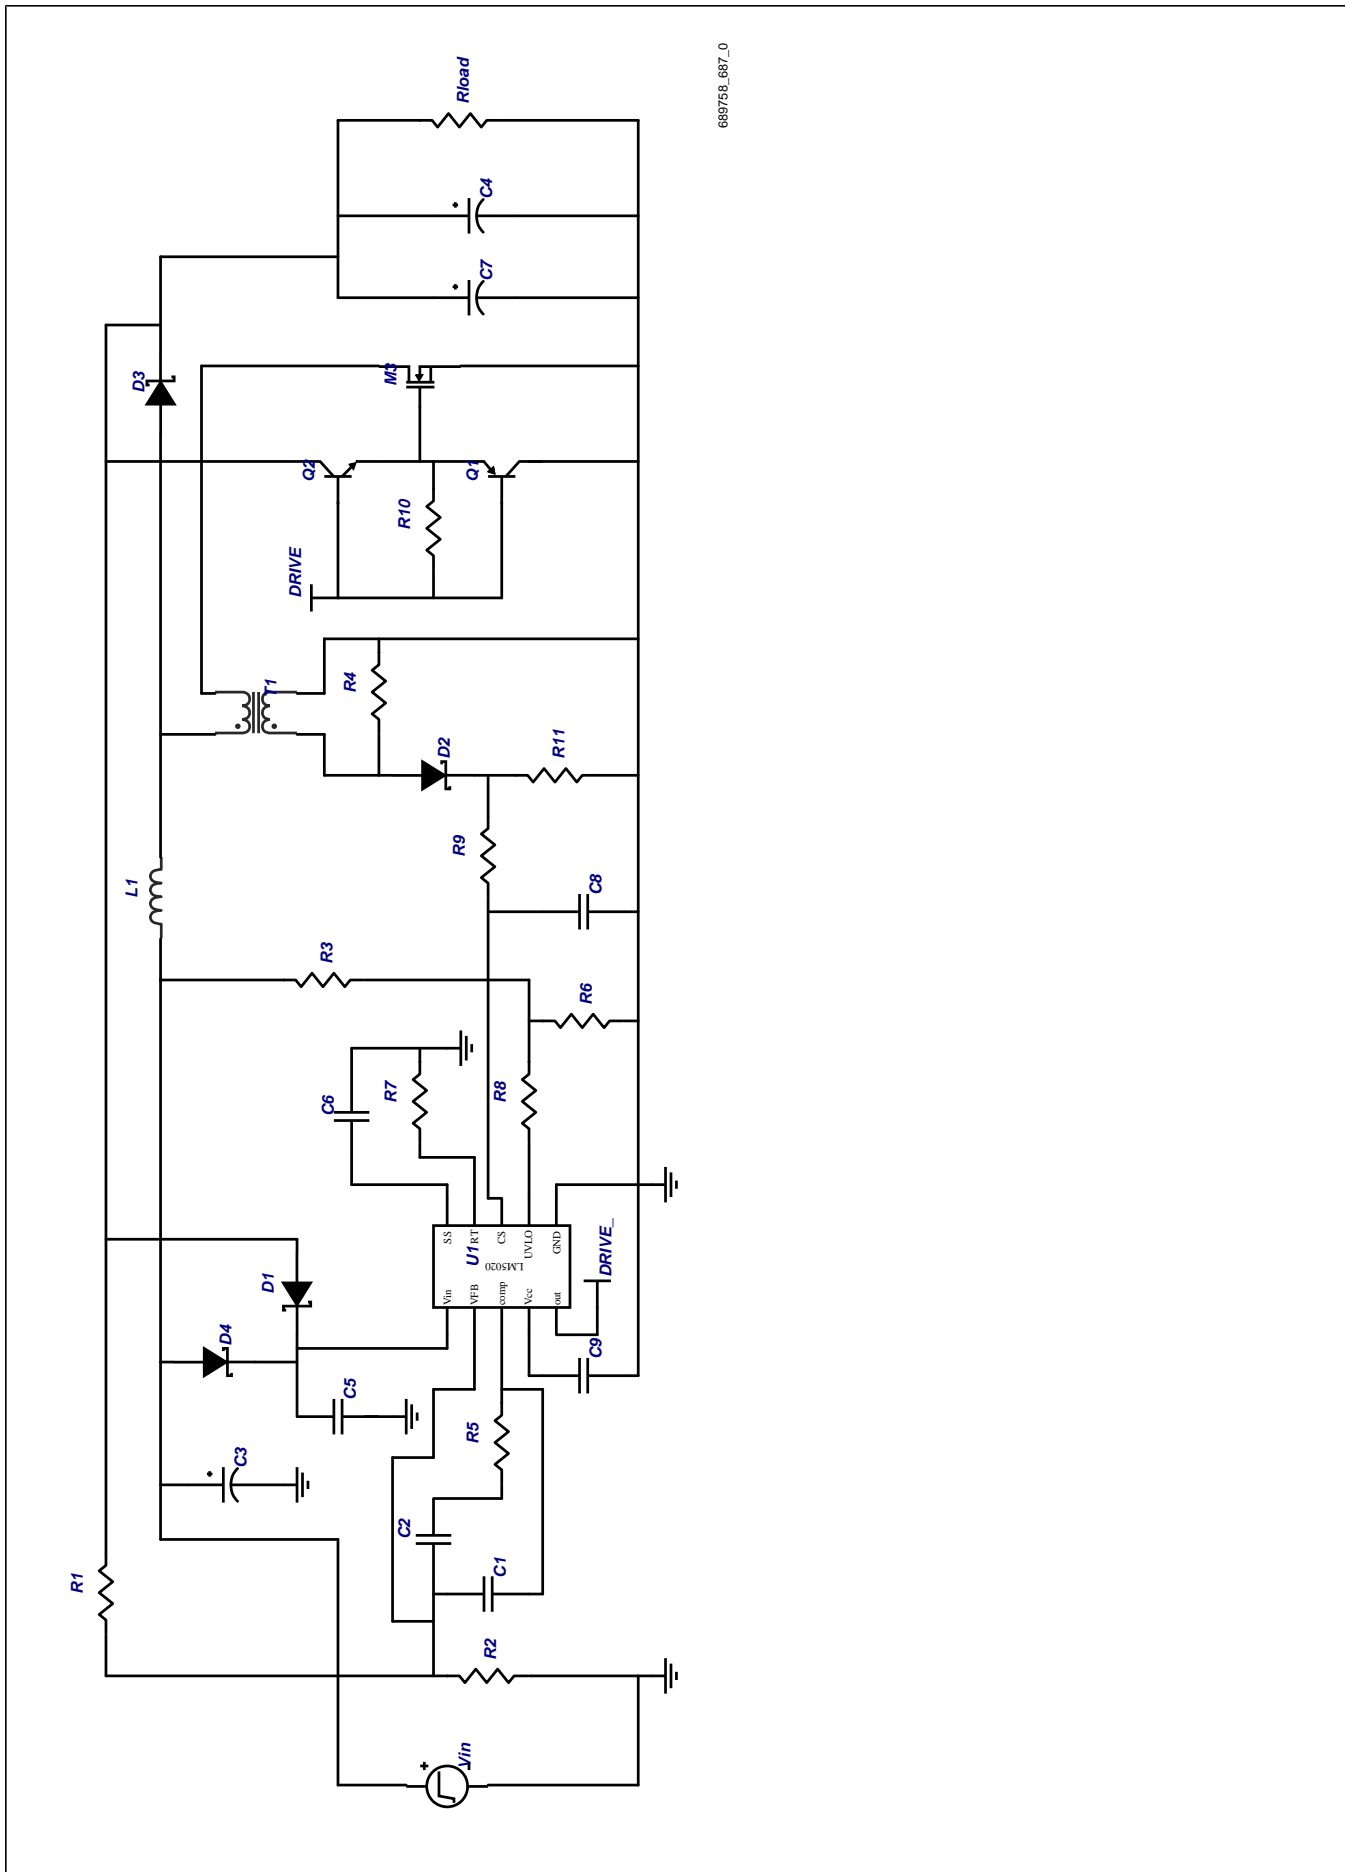 689758_687_0
Rload
C4
C7
D3
M3
Q2
Q1
R10
DRIVE
T1
R4
D2
R11
R9
L1
C8
R3
R6
C6
R7
R8
SS
RT
CS
UVLO
GND
U1
LM5020
Vin
VFB
comp
Vcc
out
DRIVE_
D1
D4
C9
C5
R5
C3
C2
C1
R1
R2
+
Vin
-